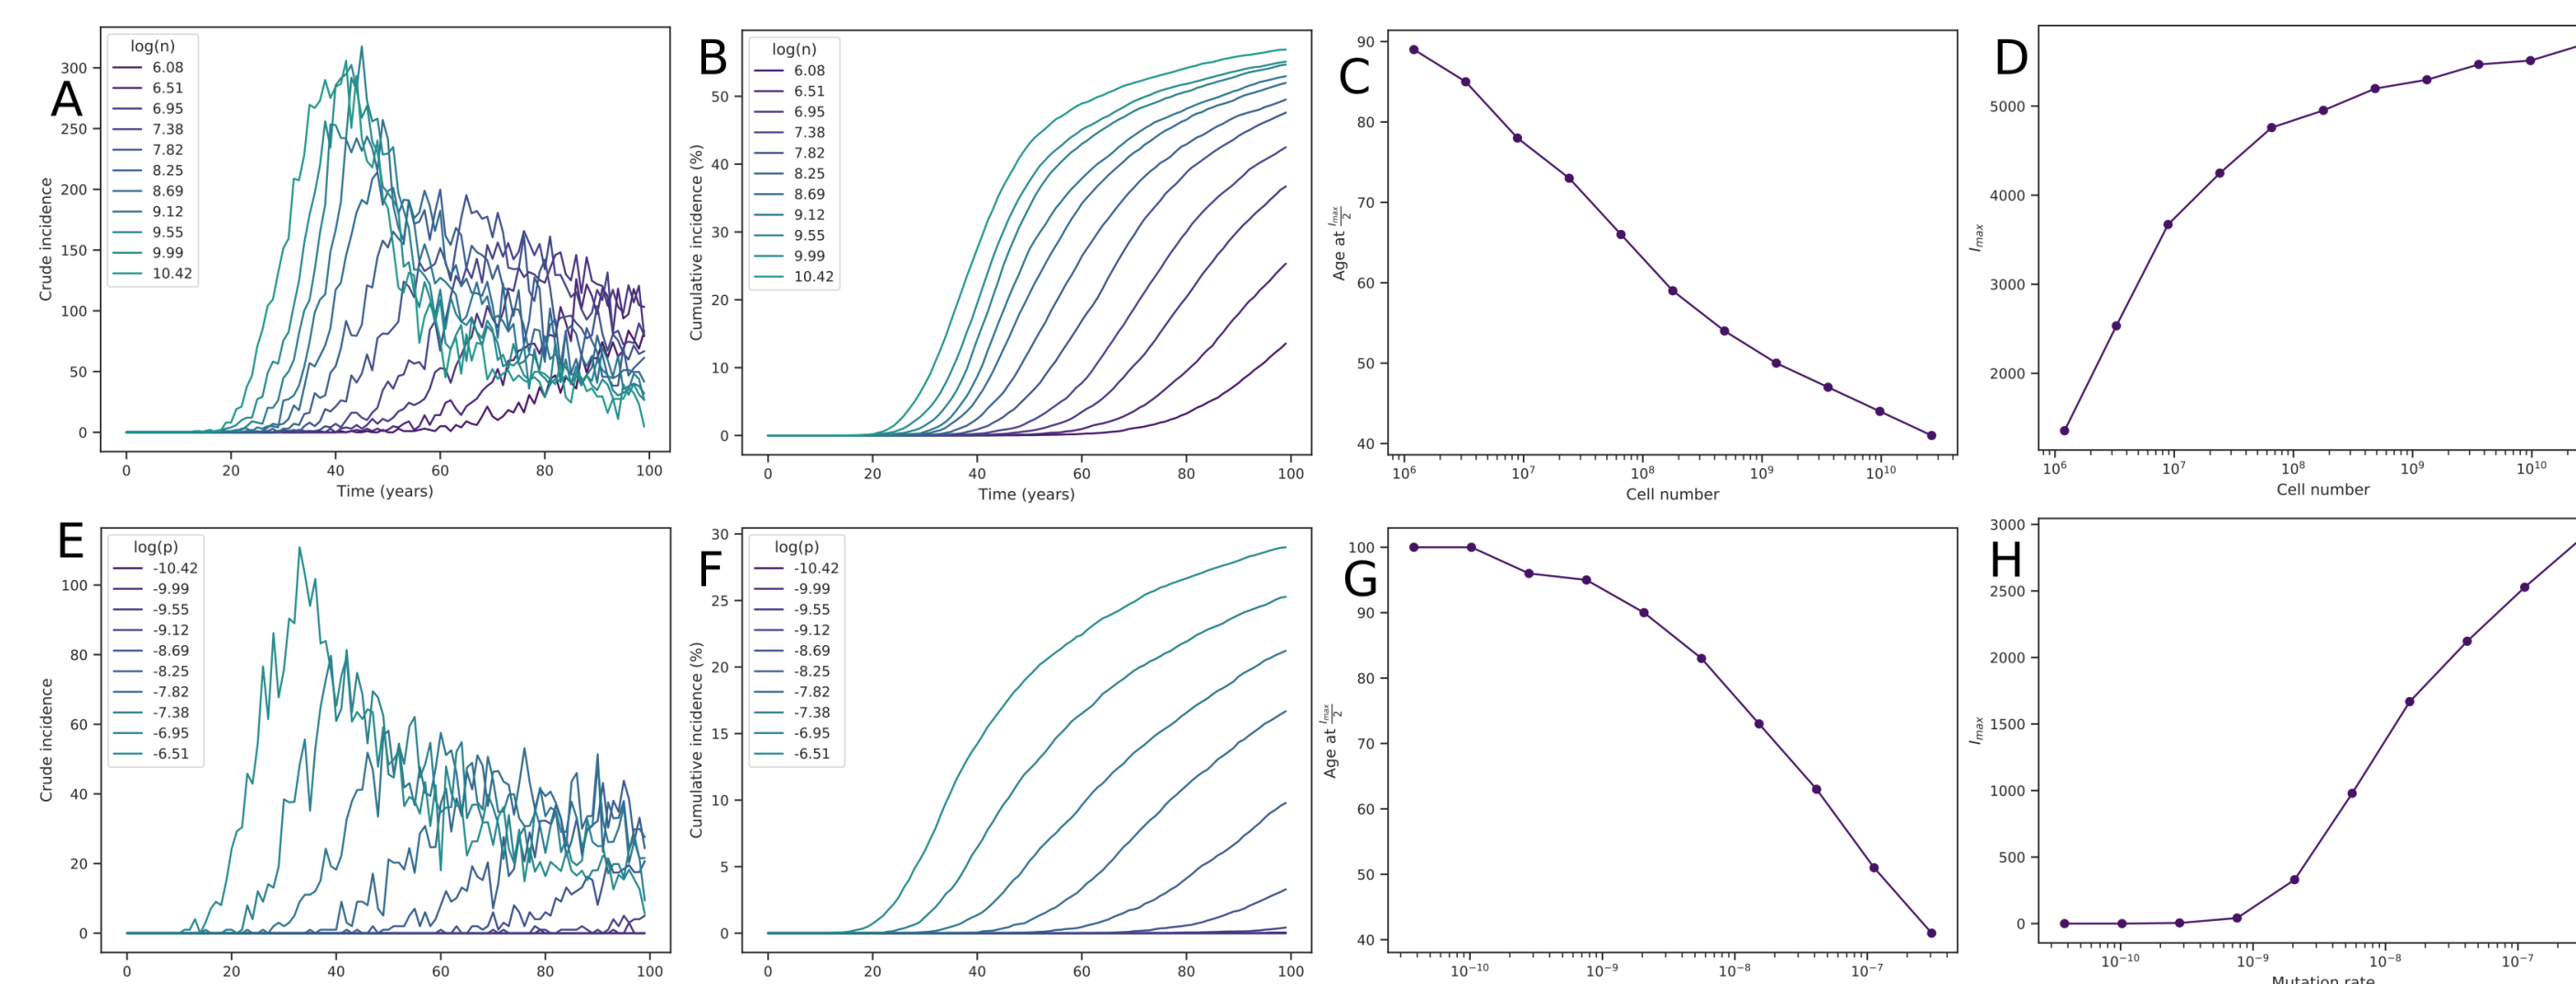 A
log(n)
6.08
6.51
6.95
7.38
7.82
8.25
8.69
9.12
9.55
9.99
10.42
Crude incidence
300
250
200
150
100
50
0
0 20 40 60 80 100
Time (years)
B
log(n)
6.08
6.51
6.95
7.38
7.82
8.25
8.69
9.12
9.55
9.99
10.42
Cumulative incidence (%)
50
40
30
20
10
0
0 20 40 60 80 100
Time (years)
C
Age at I_max/2
90
80
70
60
50
40
10^6 10^7 10^8 10^9 10^10
Cell number
D
I_max
5000
4000
3000
2000
10^6 10^7 10^8 10^9 10^10
Cell number
E
log(p)
-10.42
-9.99
-9.55
-9.12
-8.69
-8.25
-7.82
-7.38
-6.95
-6.51
Crude incidence
100
80
60
40
20
0
0 20 40 60 80 100
F
log(p)
-10.42
-9.99
-9.55
-9.12
-8.69
-8.25
-7.82
-7.38
-6.95
-6.51
Cumulative incidence (%)
30
25
20
15
10
5
0
0 20 40 60 80 100
G
Age at I_max/2
100
90
80
70
60
50
40
10^−10 10^−9 10^−8 10^−7
H
I_max
3000
2500
2000
1500
1000
500
0
10^−10 10^−9 10^−8 10^−7
Mutation rate